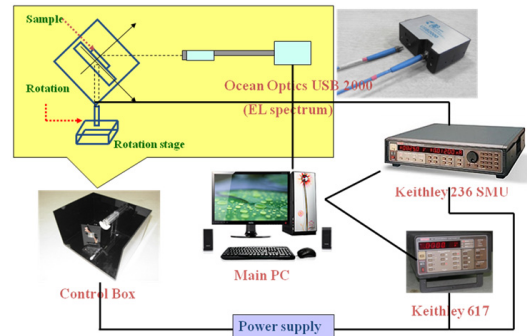 Sample
Rotation
Rotation stage
Ocean Optics USB 2000
(EL spectrum)
Keithley 236 SMU
Main PC
Control Box
Keithley 617
Power supply